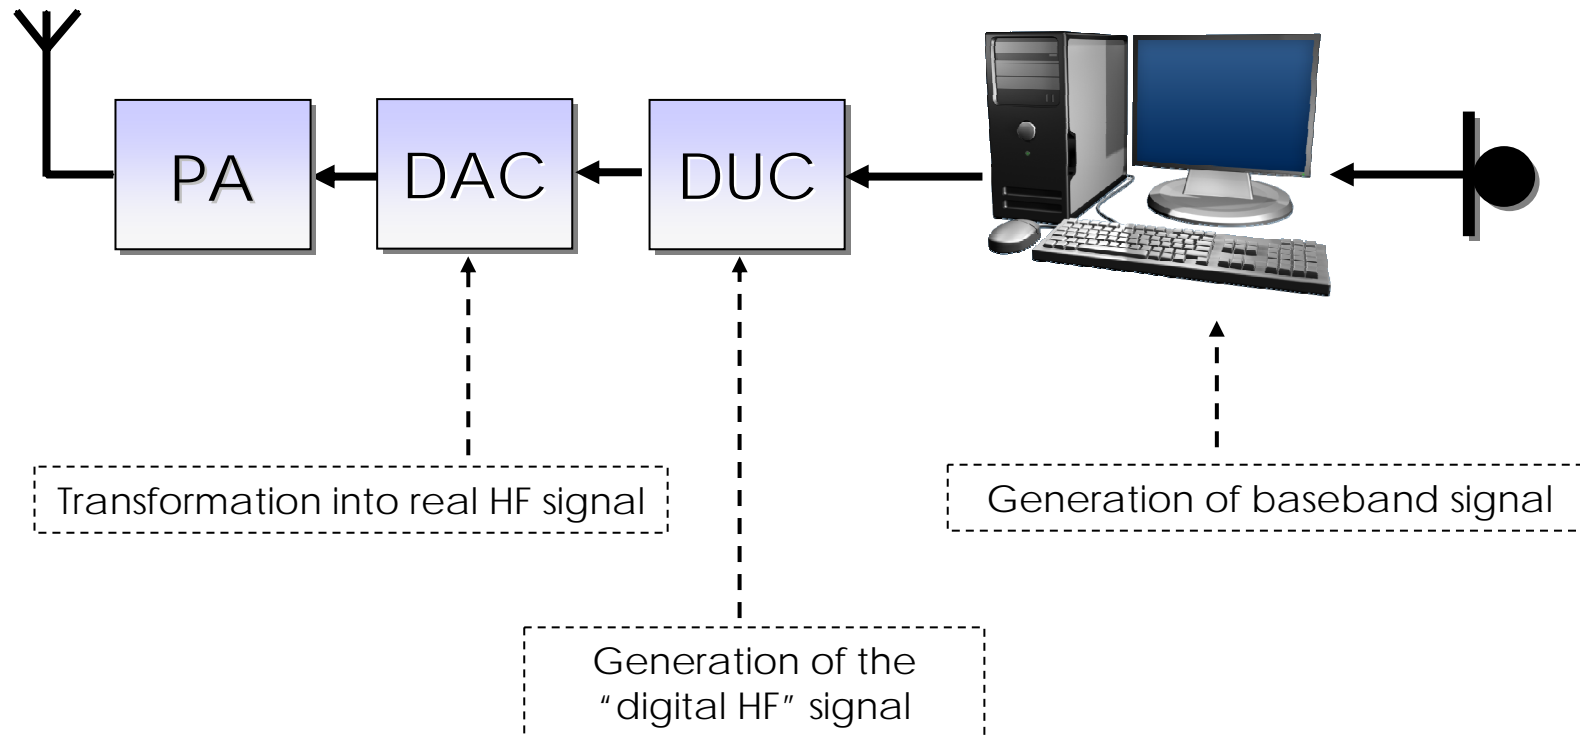 PA
DAC
DUC
Transformation into real HF signal
Generation of baseband signal
Generation of the
“digital HF” signal